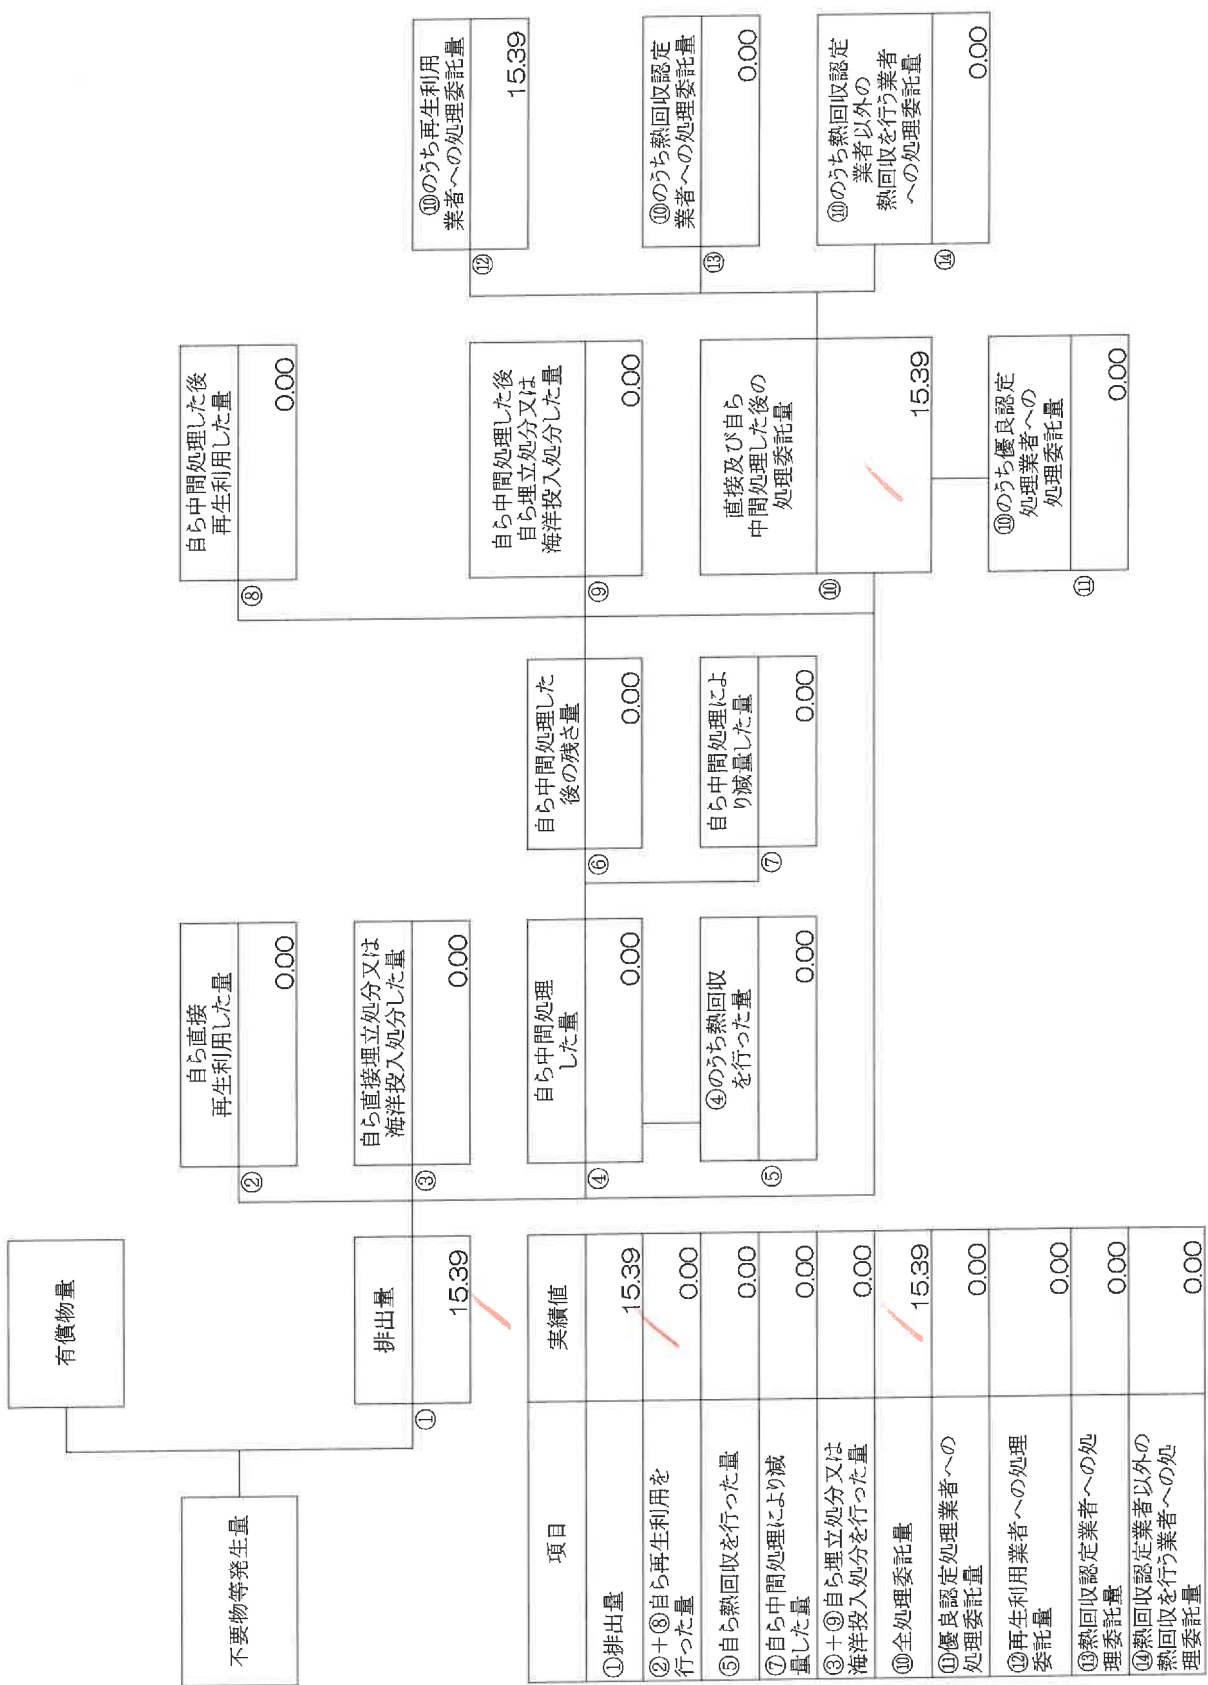 不要物等発生量
有償物量
①
排出量
15.39
②
自ら直接
再生利用した量
0.00
③
自ら直接埋立処分又は
海洋投入処分した量
0.00
④
自ら中間処理
した量
0.00
⑤
④のうち熱回収
を行った量
0.00
⑥
自ら中間処理した
後の残さ量
0.00
⑦
自ら中間処理によ
り減量した量
0.00
⑧
自ら中間処理した後
再生利用した量
0.00
⑨
自ら中間処理した後
自ら埋立処分又は
海洋投入処分した量
0.00
⑩
直接及び自ら
中間処理した後の
処理委託量
15.39
⑪
⑩のうち優良認定
処理業者への
処理委託量
0.00
⑫
⑩のうち再生利用
業者への処理委託量
15.39
⑬
⑩のうち熱回収認定
業者への処理委託量
0.00
⑭
⑩のうち熱回収認定
業者以外の
熱回収を行う業者
への処理委託量
0.00
項目 実績値
①排出量 15.39
②+⑧自ら再生利用を
行った量 0.00
⑤自ら熱回収を行った量 0.00
⑦自ら中間処理により減
量した量 0.00
③+⑨自ら埋立処分又は
海洋投入処分を行った量 0.00
⑩全処理委託量 15.39
⑪優良認定処理業者への
処理委託量 0.00
⑫再生利用業者への処理
委託量 0.00
⑬熱回収認定業者への処
理委託量 0.00
⑭熱回収認定業者以外の
熱回収を行う業者への処
理委託量 0.00